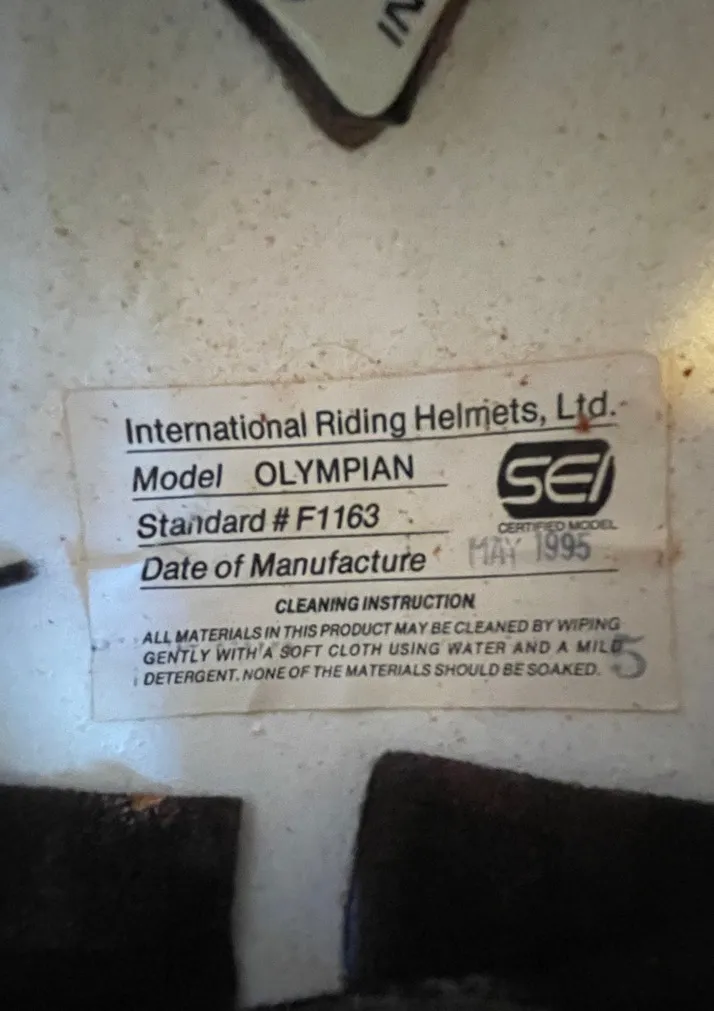 IN
International Riding Helmets, Ltd.
Model OLYMPIAN
SEI
Standard # F1163
CERTIFIED MODEL
Date of Manufacture MAY 1995
CLEANING INSTRUCTION
ALL MATERIALS IN THIS PRODUCT MAY BE CLEANED BY WIPING
GENTLY WITH A SOFT CLOTH USING WATER AND A MILD
DETERGENT. NONE OF THE MATERIALS SHOULD BE SOAKED.
5